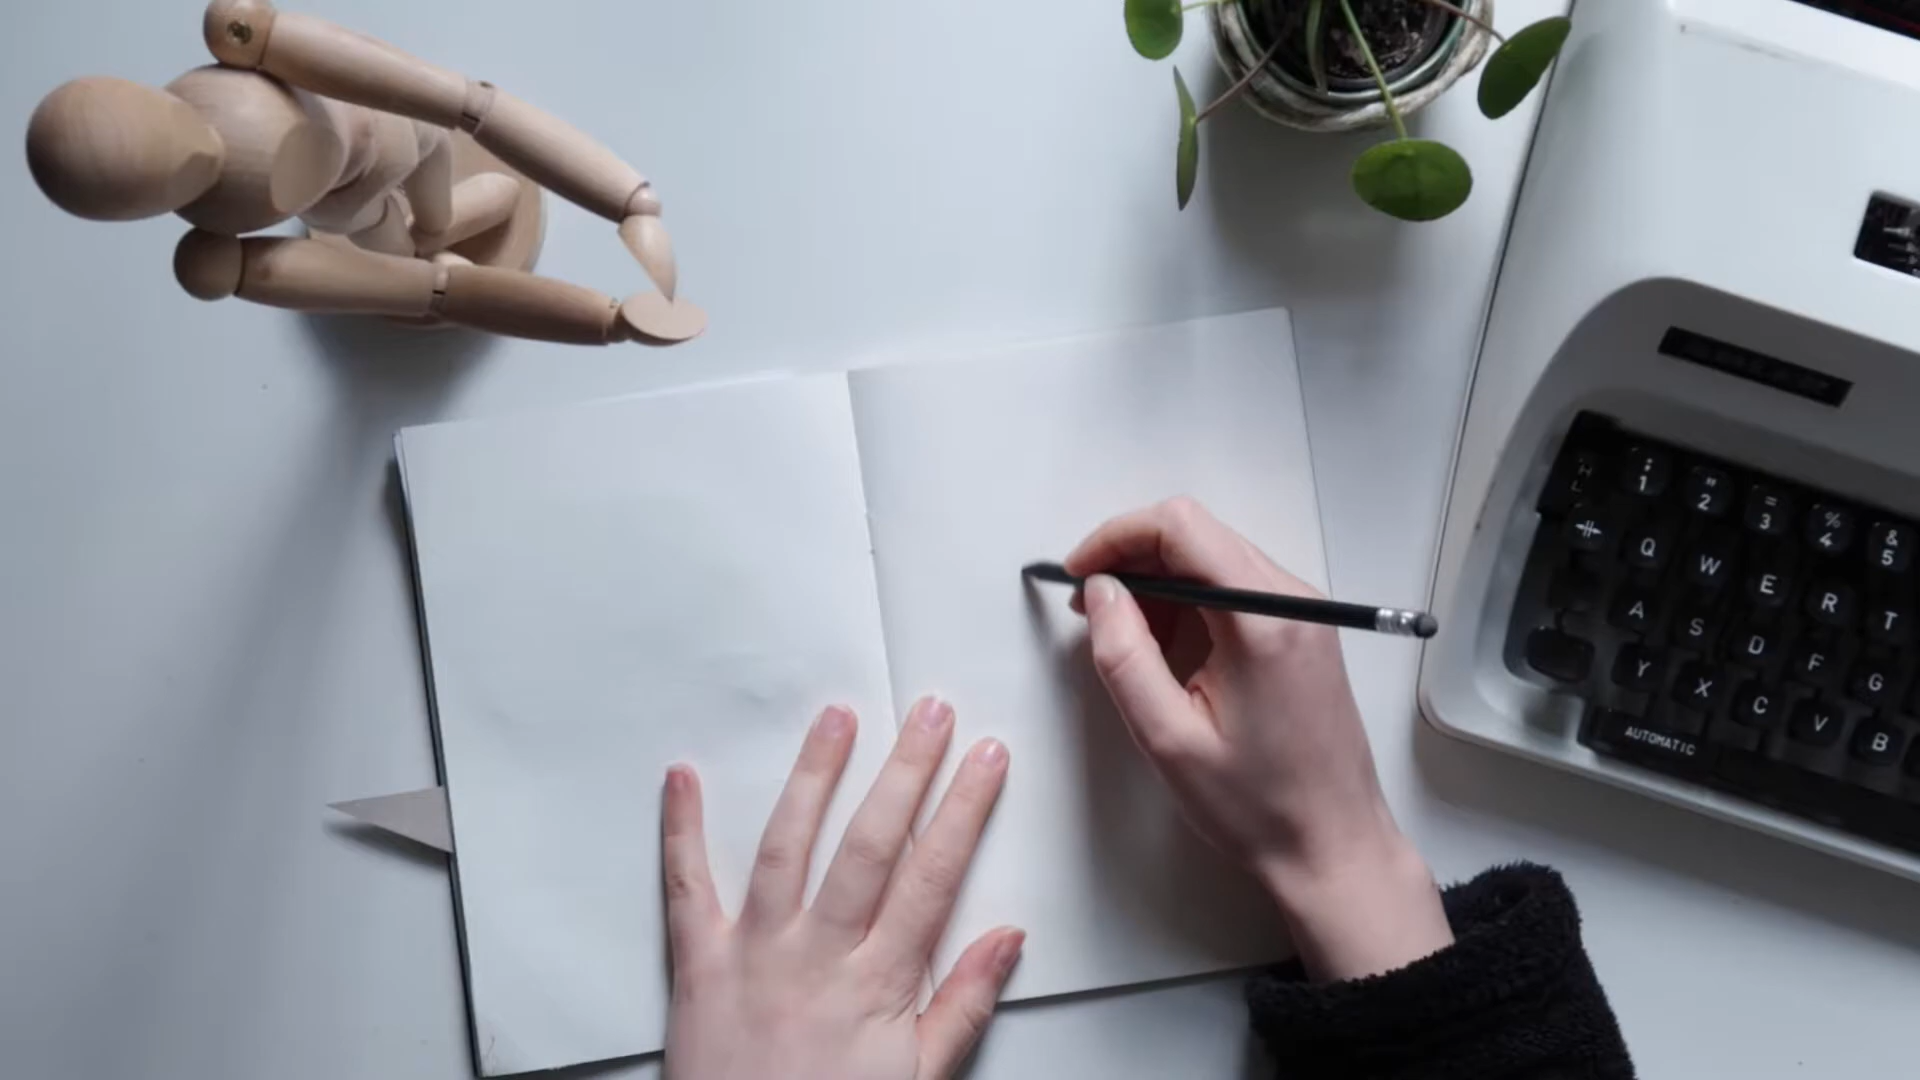 ; 1 " 2 = 3 % 4 & 5
Q W E R T
A S D F G
Y X C V B
AUTOMATIC